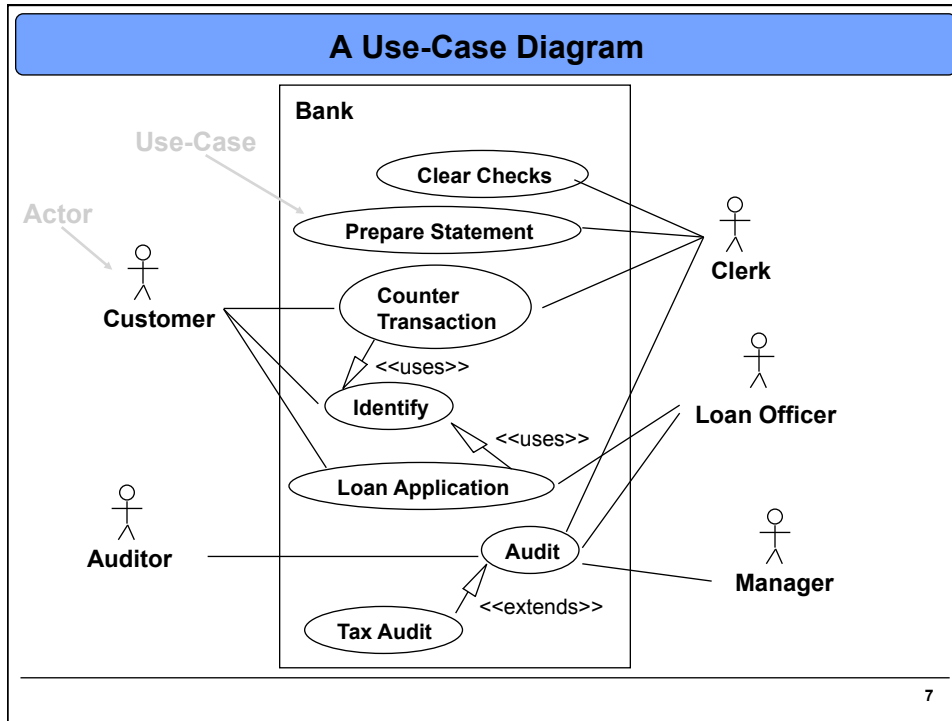 A Use-Case Diagram
Bank
Use-Case
Clear Checks
Actor
Prepare Statement
Clerk
Counter
Transaction
Customer
<<uses>>
Identify
Loan Officer
<<uses>>
Loan Application
Audit
Auditor
Manager
<<extends>>
Tax Audit
7